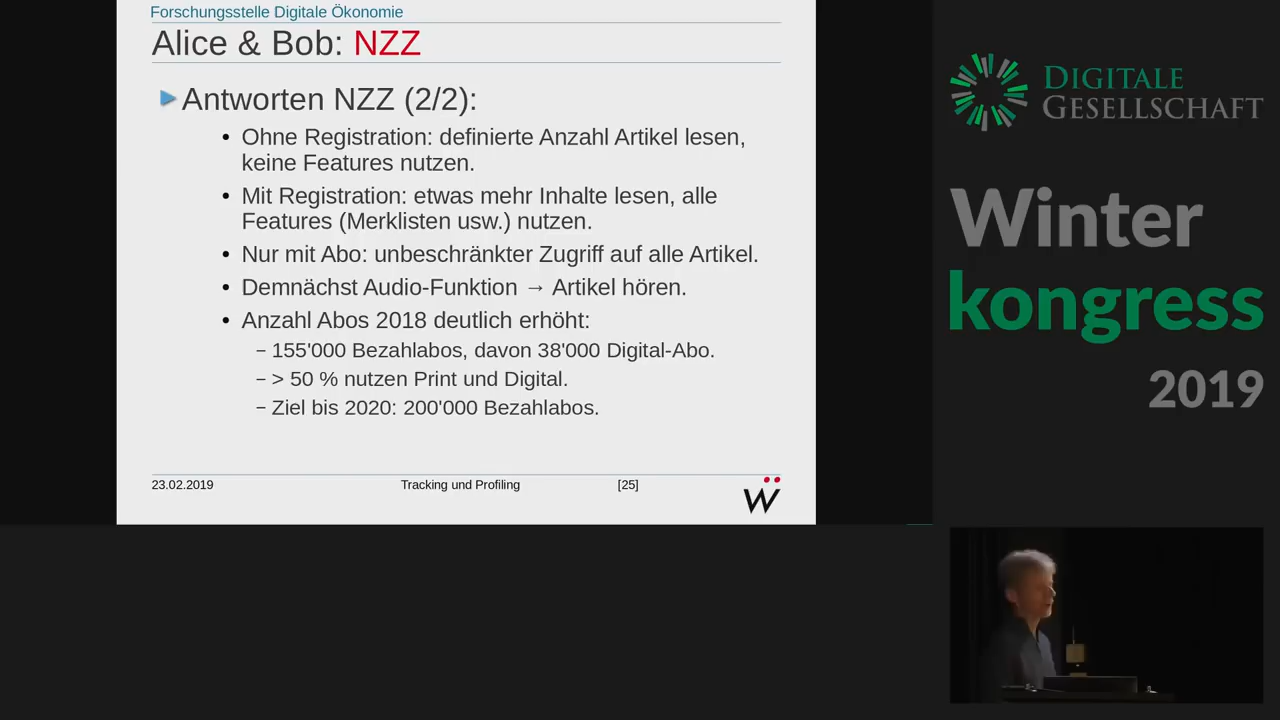 Forschungsstelle Digitale Ökonomie
Alice & Bob: NZZ
Antworten NZZ (2/2):
• Ohne Registration: definierte Anzahl Artikel lesen,
keine Features nutzen.
• Mit Registration: etwas mehr Inhalte lesen, alle
Features (Merklisten usw.) nutzen.
• Nur mit Abo: unbeschränkter Zugriff auf alle Artikel.
• Demnächst Audio-Funktion → Artikel hören.
• Anzahl Abos 2018 deutlich erhöht:
– 155'000 Bezahlabos, davon 38'000 Digital-Abo.
– > 50 % nutzen Print und Digital.
– Ziel bis 2020: 200'000 Bezahlabos.
23.02.2019 Tracking und Profiling [25]
Ẅ
DIGITALE
GESELLSCHAFT
Winter
kongress
2019